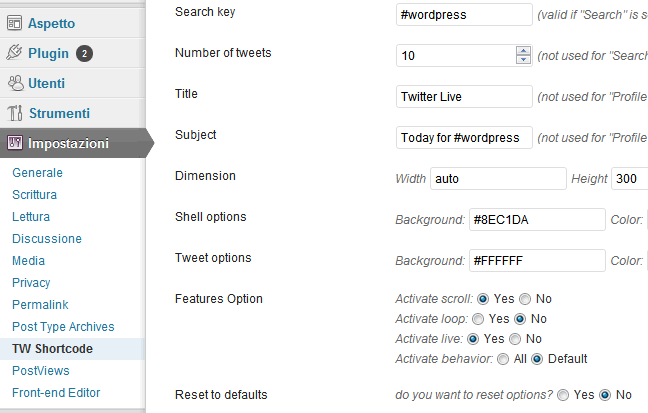 Aspetto
Plugin 2
Utenti
Strumenti
Impostazioni
Generale
Scrittura
Lettura
Discussione
Media
Privacy
Permalink
Post Type Archives
TW Shortcode
PostViews
Front-end Editor
Search key #wordpress (valid if "Search" is s
Number of tweets 10 (not used for "Search
Title Twitter Live (not used for "Profile
Subject Today for #wordpress (not used for "Profile
Dimension Width auto Height 300
Shell options Background: #8EC1DA Color:
Tweet options Background: #FFFFFF Color:
Features Option Activate scroll: Yes No
Activate loop: Yes No
Activate live: Yes No
Activate behavior: All Default
Reset to defaults do you want to reset options? Yes No